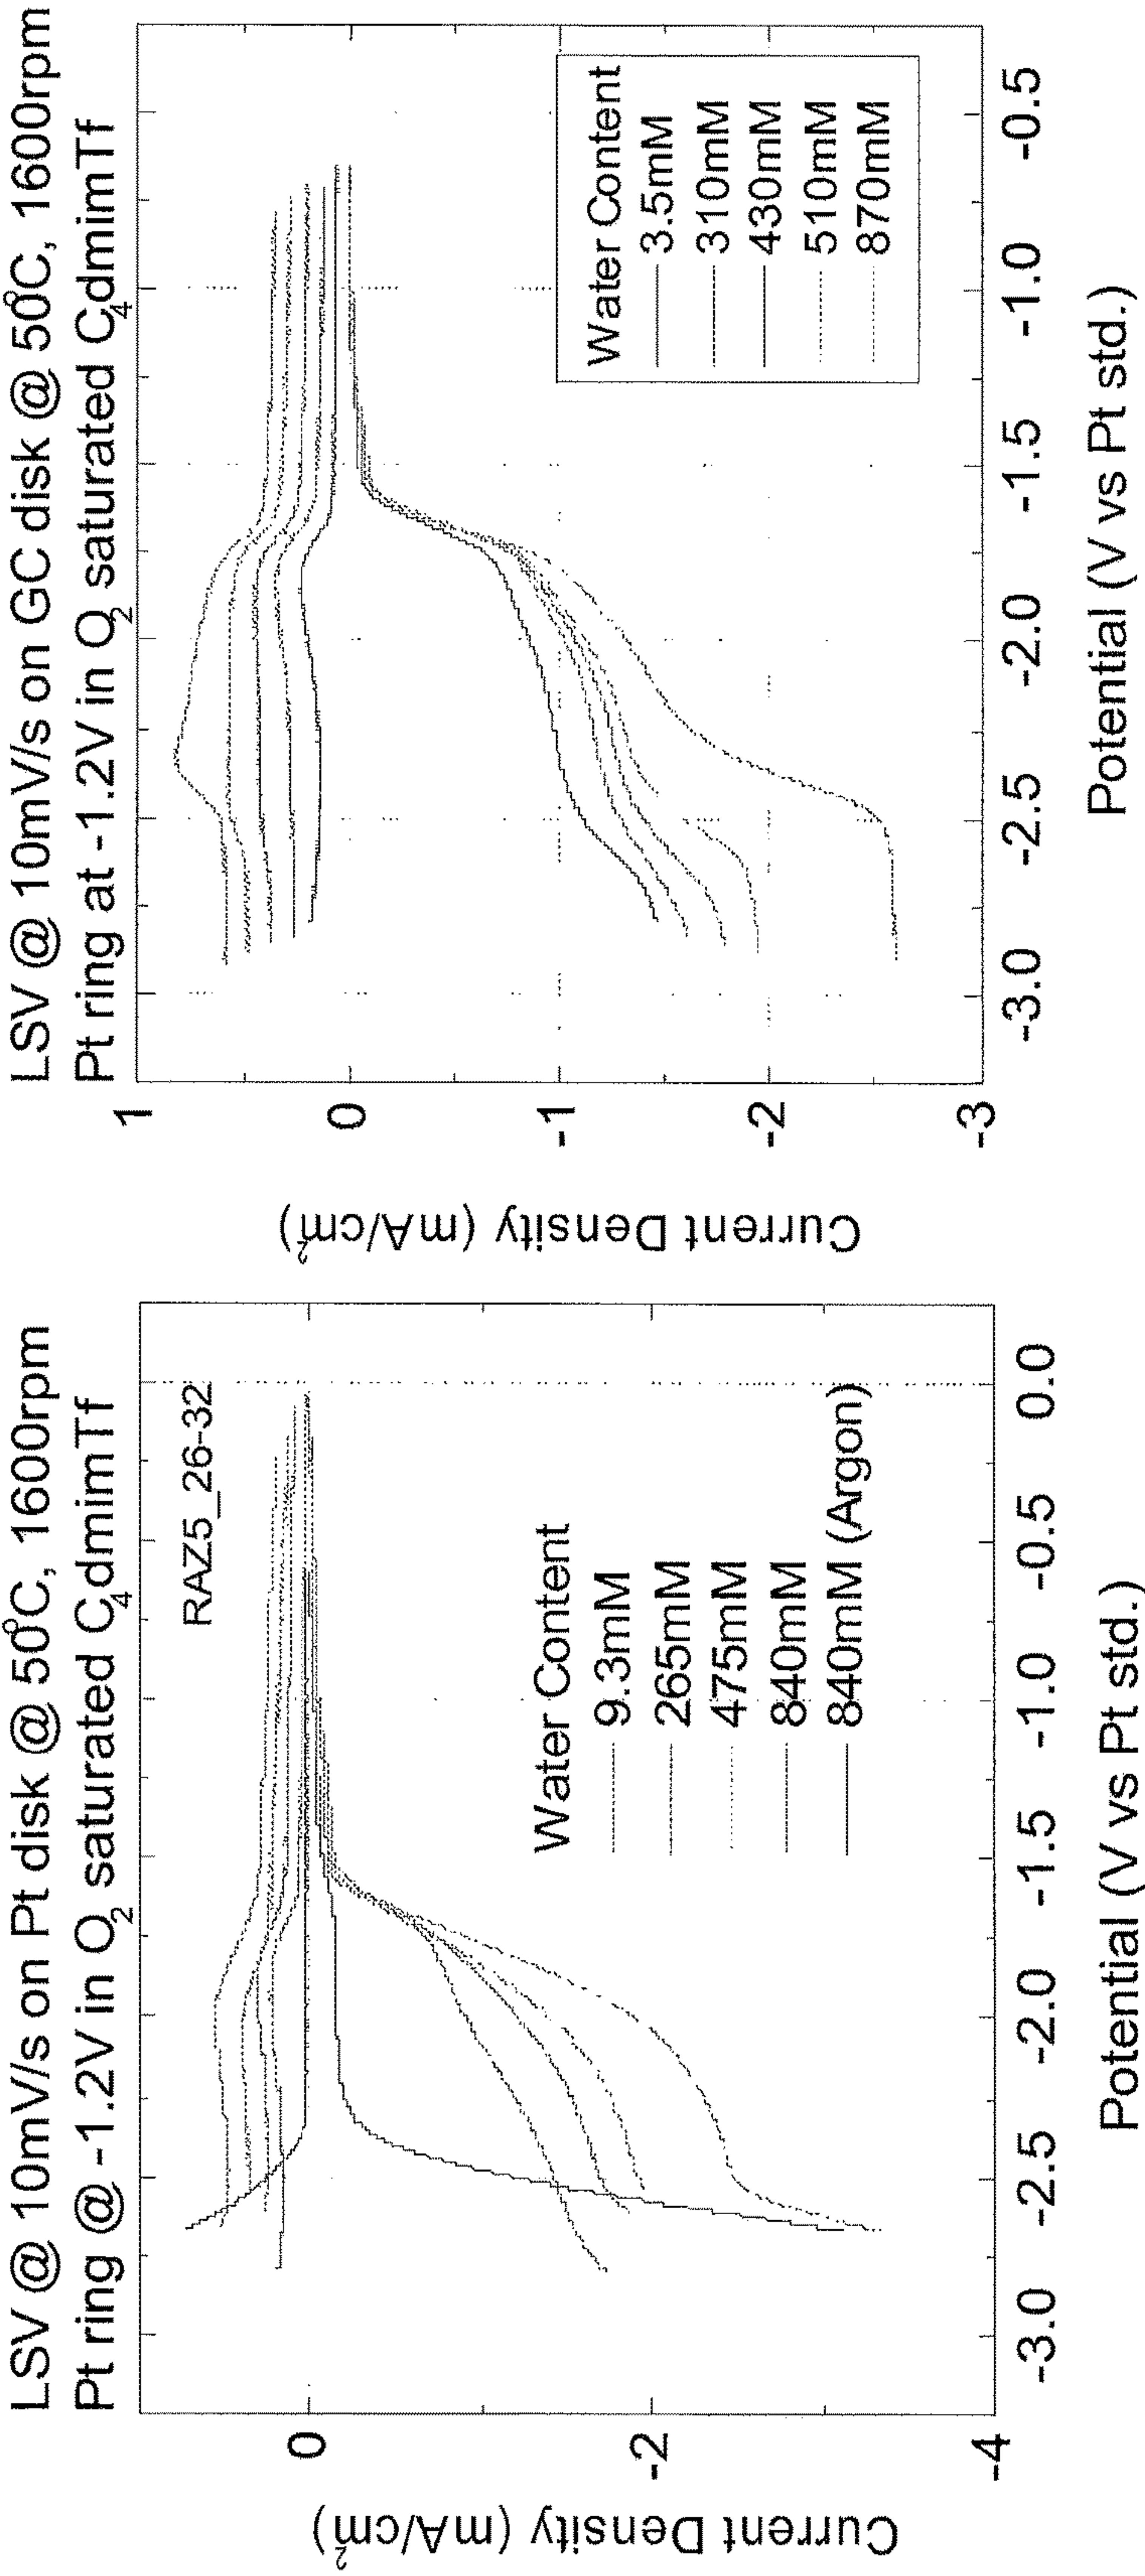 LSV @ 10mV/s on Pt disk @ 50°C, 1600rpm
Pt ring @ -1.2V in O2 saturated C4dmimTf
RAZ5_26-32
0
-2
-4
Current Density (mA/cm2)
Water Content
9.3mM
265mM
475mM
840mM
840mM (Argon)
-3.0 -2.5 -2.0 -1.5 -1.0 -0.5 0.0
Potential (V vs Pt std.)
LSV @ 10mV/s on GC disk @ 50°C, 1600rpm
Pt ring at -1.2V in O2 saturated C4dmimTf
1
0
-1
-2
-3
Current Density (mA/cm2)
Water Content
3.5mM
310mM
430mM
510mM
870mM
-3.0 -2.5 -2.0 -1.5 -1.0 -0.5
Potential (V vs Pt std.)